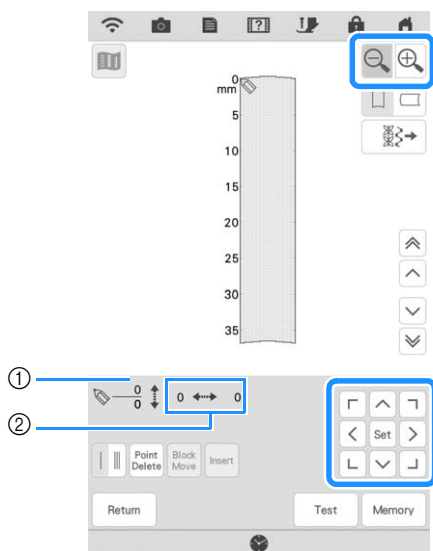 0
mm
5
10
15
20
25
30
35
①
0
0
0 0
②
Point
Delete
Block
Move
Insert
Set
Return
Test
Memory